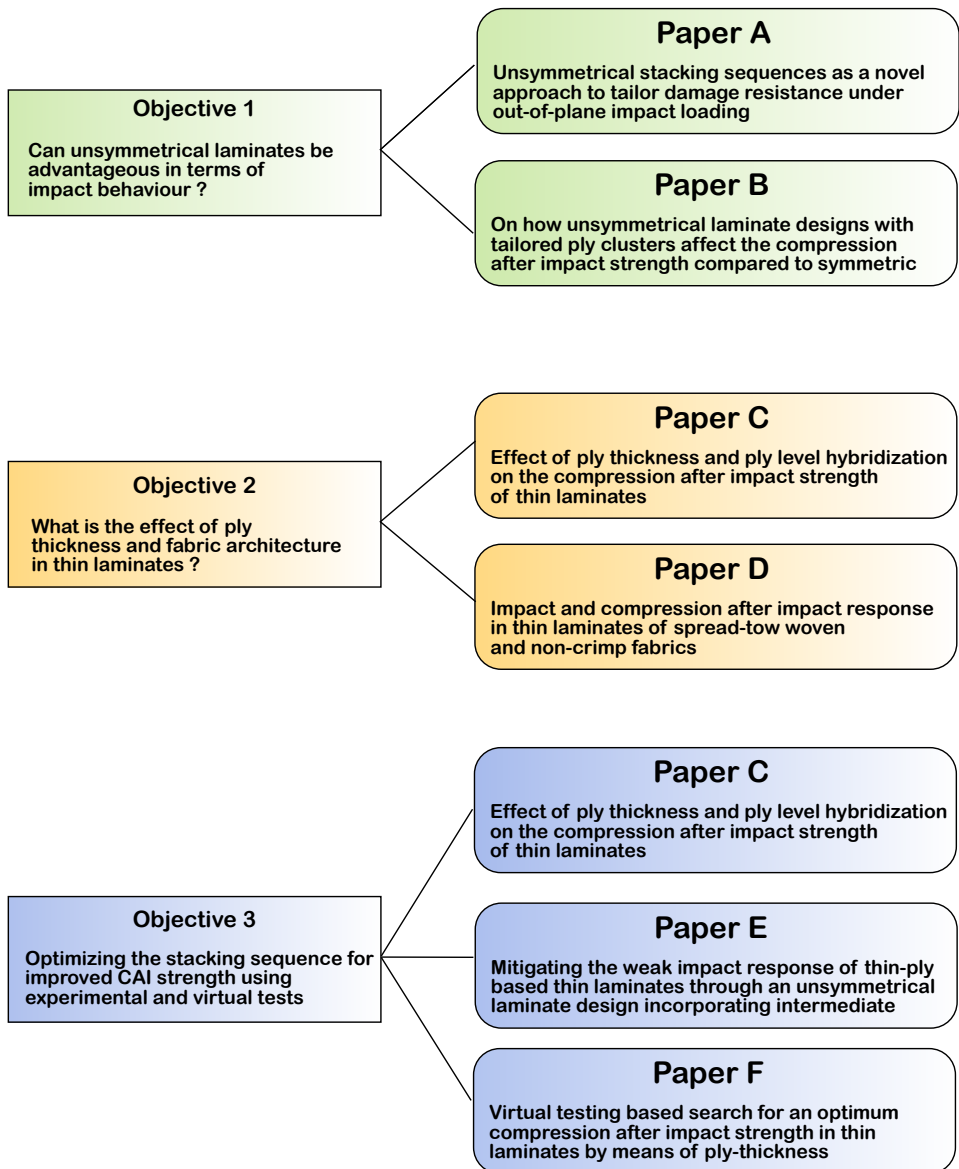 Objective 1
Can unsymmetrical laminates be
advantageous in terms of
impact behaviour ?
Paper A
Unsymmetrical stacking sequences as a novel
approach to tailor damage resistance under
out-of-plane impact loading
Paper B
On how unsymmetrical laminate designs with
tailored ply clusters affect the compression
after impact strength compared to symmetric
Objective 2
What is the effect of ply
thickness and fabric architecture
in thin laminates ?
Paper C
Effect of ply thickness and ply level hybridization
on the compression after impact strength
of thin laminates
Paper D
Impact and compression after impact response
in thin laminates of spread-tow woven
and non-crimp fabrics
Objective 3
Optimizing the stacking sequence for
improved CAI strength using
experimental and virtual tests
Paper C
Effect of ply thickness and ply level hybridization
on the compression after impact strength
of thin laminates
Paper E
Mitigating the weak impact response of thin-ply
based thin laminates through an unsymmetrical
laminate design incorporating intermediate
Paper F
Virtual testing based search for an optimum
compression after impact strength in thin
laminates by means of ply-thickness